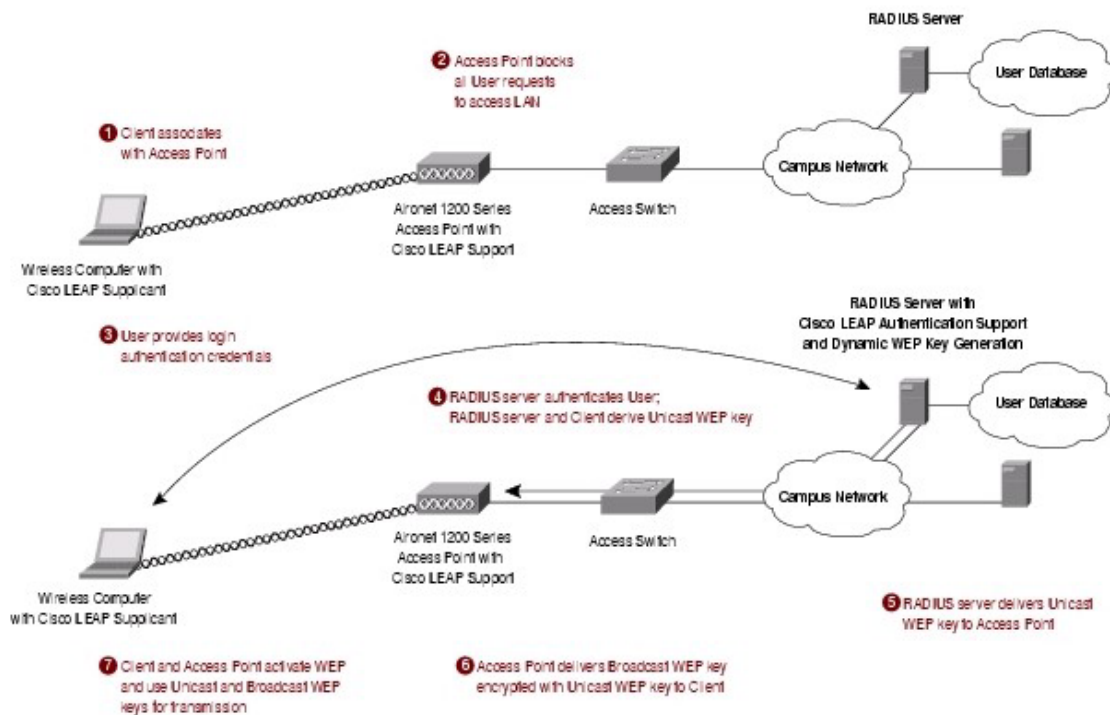 RADIUS Server
User Database
2 Access Point blocks
all User requests
to access LAN
1 Client associates
with Access Point
Campus Network
Aironet 1200 Series
Access Point with
Cisco LEAP Support
Access Switch
Wireless Computer with
Cisco LEAP Supplicant
RADIUS Server with
Cisco LEAP Authentication Support
and Dynamic WEP Key Generation
3 User provides login
authentication credentials
4 RADIUS server authenticates User;
RADIUS server and Client derive Unicast WEP key
User Database
Campus Network
Aironet 1200 Series
Access Point with
Cisco LEAP Support
Access Switch
Wireless Computer
with Cisco LEAP Supplicant
5 RADIUS server delivers Unicast
WEP key to Access Point
7 Client and Access Point activate WEP
and use Unicast and Broadcast WEP
keys for transmission
6 Access Point delivers Broadcast WEP key
encrypted with Unicast WEP key to Client